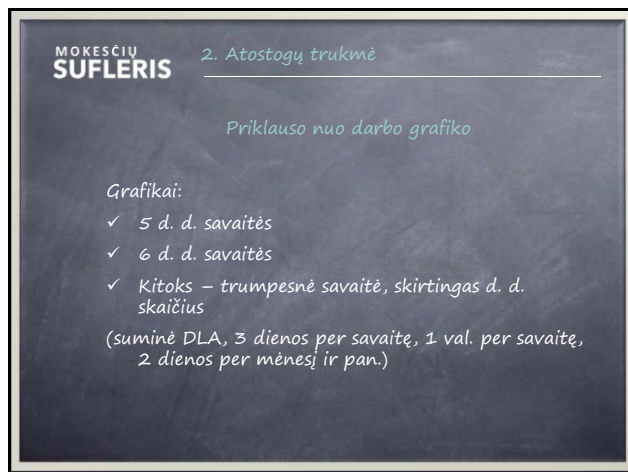 MOKESČIŲ
SUFLERIS
2. Atostogų trukmė
Priklauso nuo darbo grafiko
Grafikai:
✓ 5 d. d. savaitės
✓ 6 d. d. savaitės
✓ Kitoks – trumpesnė savaitė, skirtingas d. d.
skaičius
(suminė DLA, 3 dienos per savaitę, 1 val. per savaitę,
2 dienos per mėnesį ir pan.)